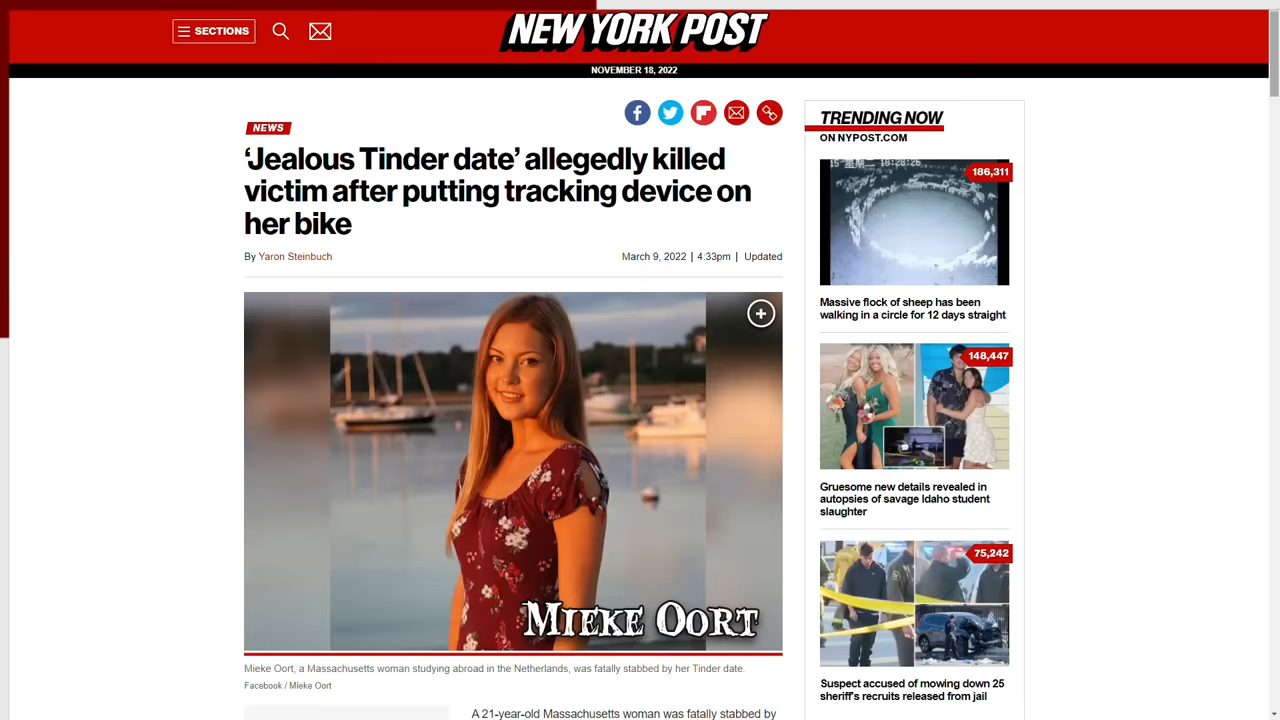 SECTIONS
NEW YORK POST
NOVEMBER 18, 2022
NEWS
'Jealous Tinder date' allegedly killed
victim after putting tracking device on
her bike
By Yaron Steinbuch
March 9, 2022 | 4:33pm | Updated
MIEKE OORT
Mieke Oort, a Massachusetts woman studying abroad in the Netherlands, was fatally stabbed by her Tinder date.
Facebook / Mieke Oort
A 21-year-old Massachusetts woman was fatally stabbed by
TRENDING NOW
ON NYPOST.COM
18:28:26
186,311
Massive flock of sheep has been
walking in a circle for 12 days straight
148,447
Gruesome new details revealed in
autopsies of savage Idaho student
slaughter
75,242
Suspect accused of mowing down 25
sheriff's recruits released from jail